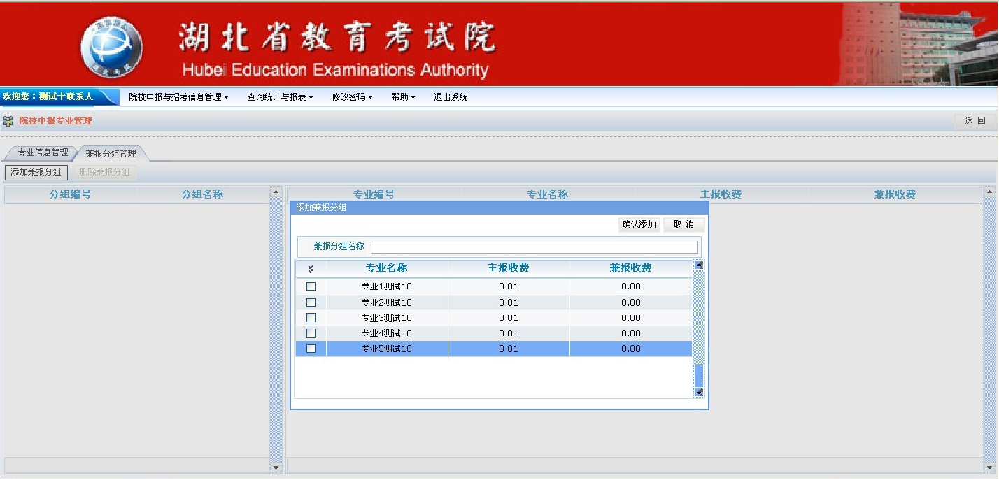 湖北省教育考试院
Hubei Education Examinations Authority
欢迎您：测试十联系人 院校申报与招考信息管理 查询统计与报表 修改密码 帮助 退出系统
院校申报专业管理 返 回
专业信息管理 兼报分组管理
添加兼报分组 删除兼报分组
分组编号 分组名称 专业编号 专业名称 主报收费 兼报收费
添加兼报分组
确认添加 取 消
兼报分组名称
专业名称 主报收费 兼报收费
专业1测试10 0.01 0.00
专业2测试10 0.01 0.00
专业3测试10 0.01 0.00
专业4测试10 0.01 0.00
专业5测试10 0.01 0.00